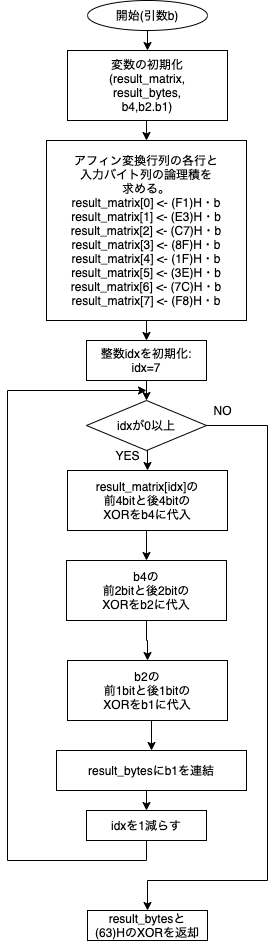 開始(引数b)
変数の初期化
(result_matrix,
result_bytes,
b4,b2.b1)
アフィン変換行列の各行と
入力バイト列の論理積を
求める。
result_matrix[0] <- (F1)H・b
result_matrix[1] <- (E3)H・b
result_matrix[2] <- (C7)H・b
result_matrix[3] <- (8F)H・b
result_matrix[4] <- (1F)H・b
result_matrix[5] <- (3E)H・b
result_matrix[6] <- (7C)H・b
result_matrix[7] <- (F8)H・b
整数idxを初期化:
idx=7
idxが0以上
NO
YES
result_matrix[idx]の
前4bitと後4bitの
XORをb4に代入
b4の
前2bitと後2bitの
XORをb2に代入
b2の
前1bitと後1bitの
XORをb1に代入
result_bytesにb1を連結
idxを1減らす
result_bytesと
(63)HのXORを返却